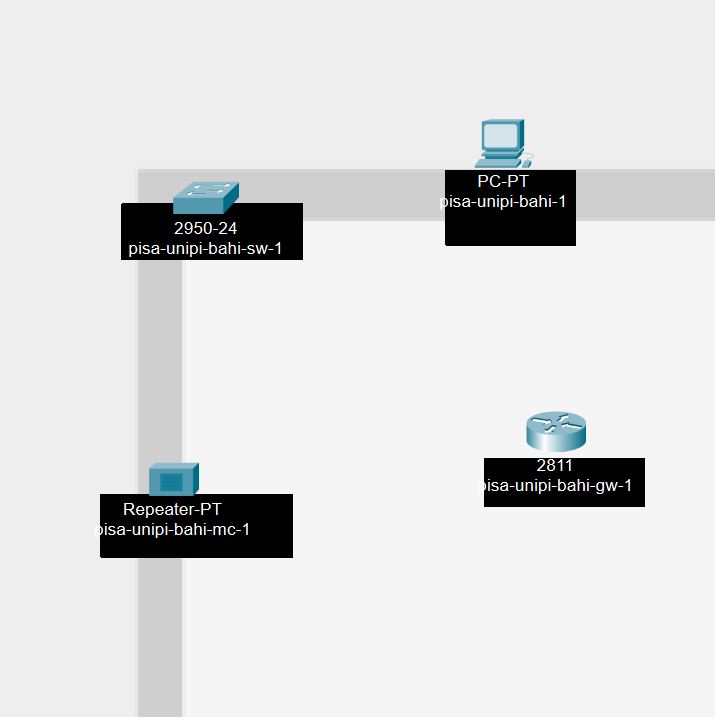 PC-PT
pisa-unipi-bahi-1
2950-24
pisa-unipi-bahi-sw-1
2811
pisa-unipi-bahi-gw-1
Repeater-PT
pisa-unipi-bahi-mc-1